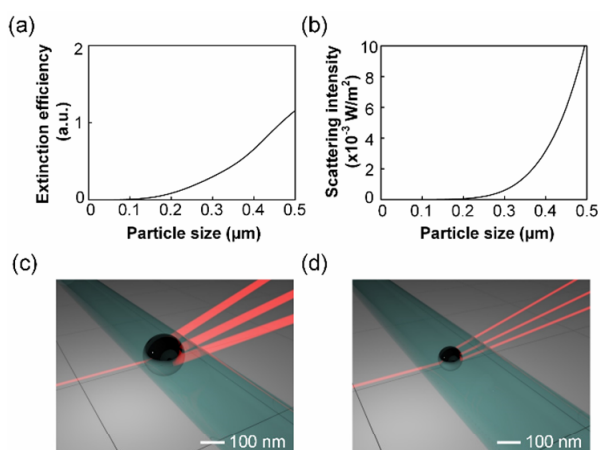 (a)
2
1
0
0 0.1 0.2 0.3 0.4 0.5
Extinction efficiency
(a.u.)
Particle size (μm)
(b)
10
8
6
4
2
0
0 0.1 0.2 0.3 0.4 0.5
Scattering intensity
(x10⁻³ W/m²)
Particle size (μm)
(c)
100 nm
(d)
100 nm